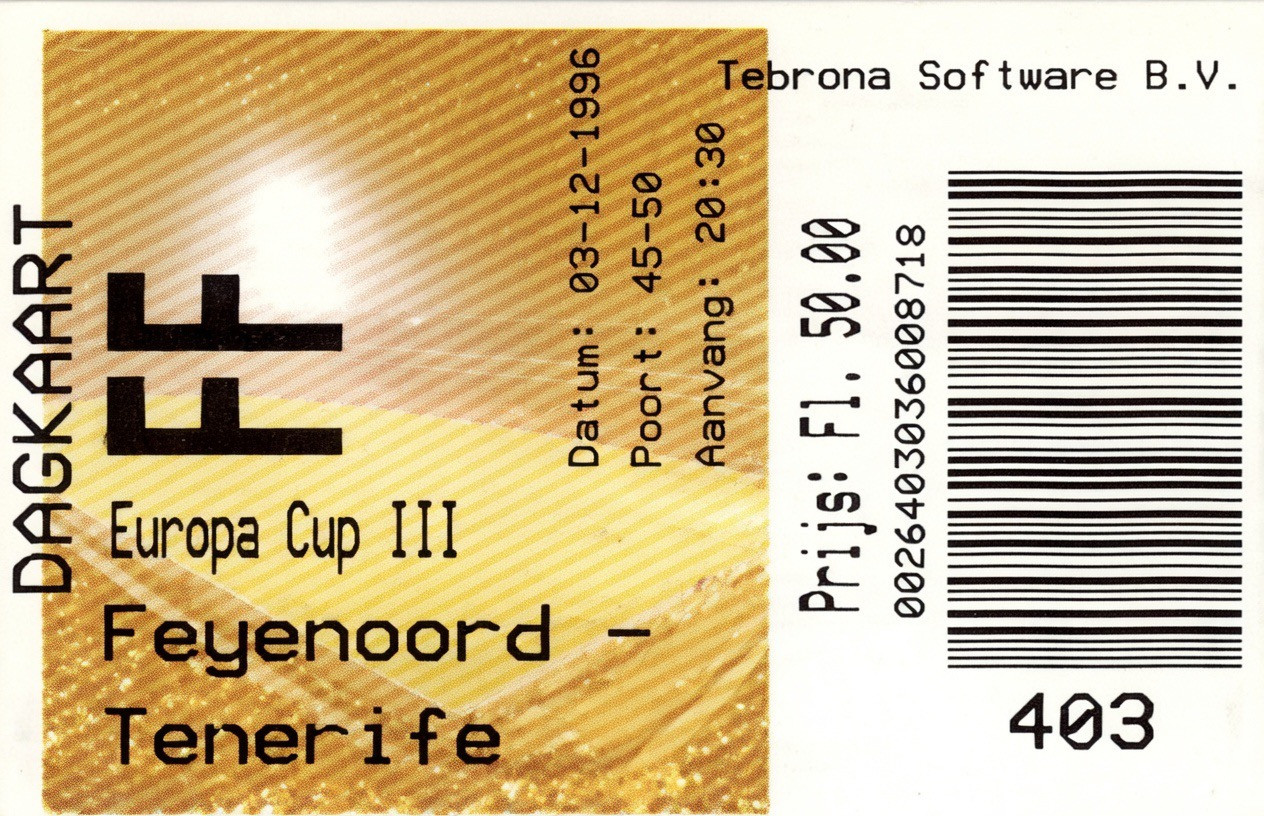 DAGKAART
FF
Europa Cup III
Feyenoord -
Tenerife
Datum: 03-12-1996
Poort: 45-50
Aanvang: 20:30
Tebrona Software B.V.
Prijs: Fl. 50.00
0026403036008718
403